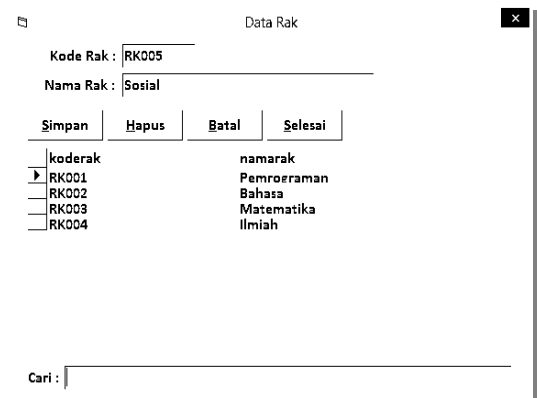 Data Rak
Kode Rak : RK005
Nama Rak : Sosial
Simpan Hapus Batal Selesai
koderak namarak
RK001 Pemrograman
RK002 Bahasa
RK003 Matematika
RK004 Ilmiah
Cari :